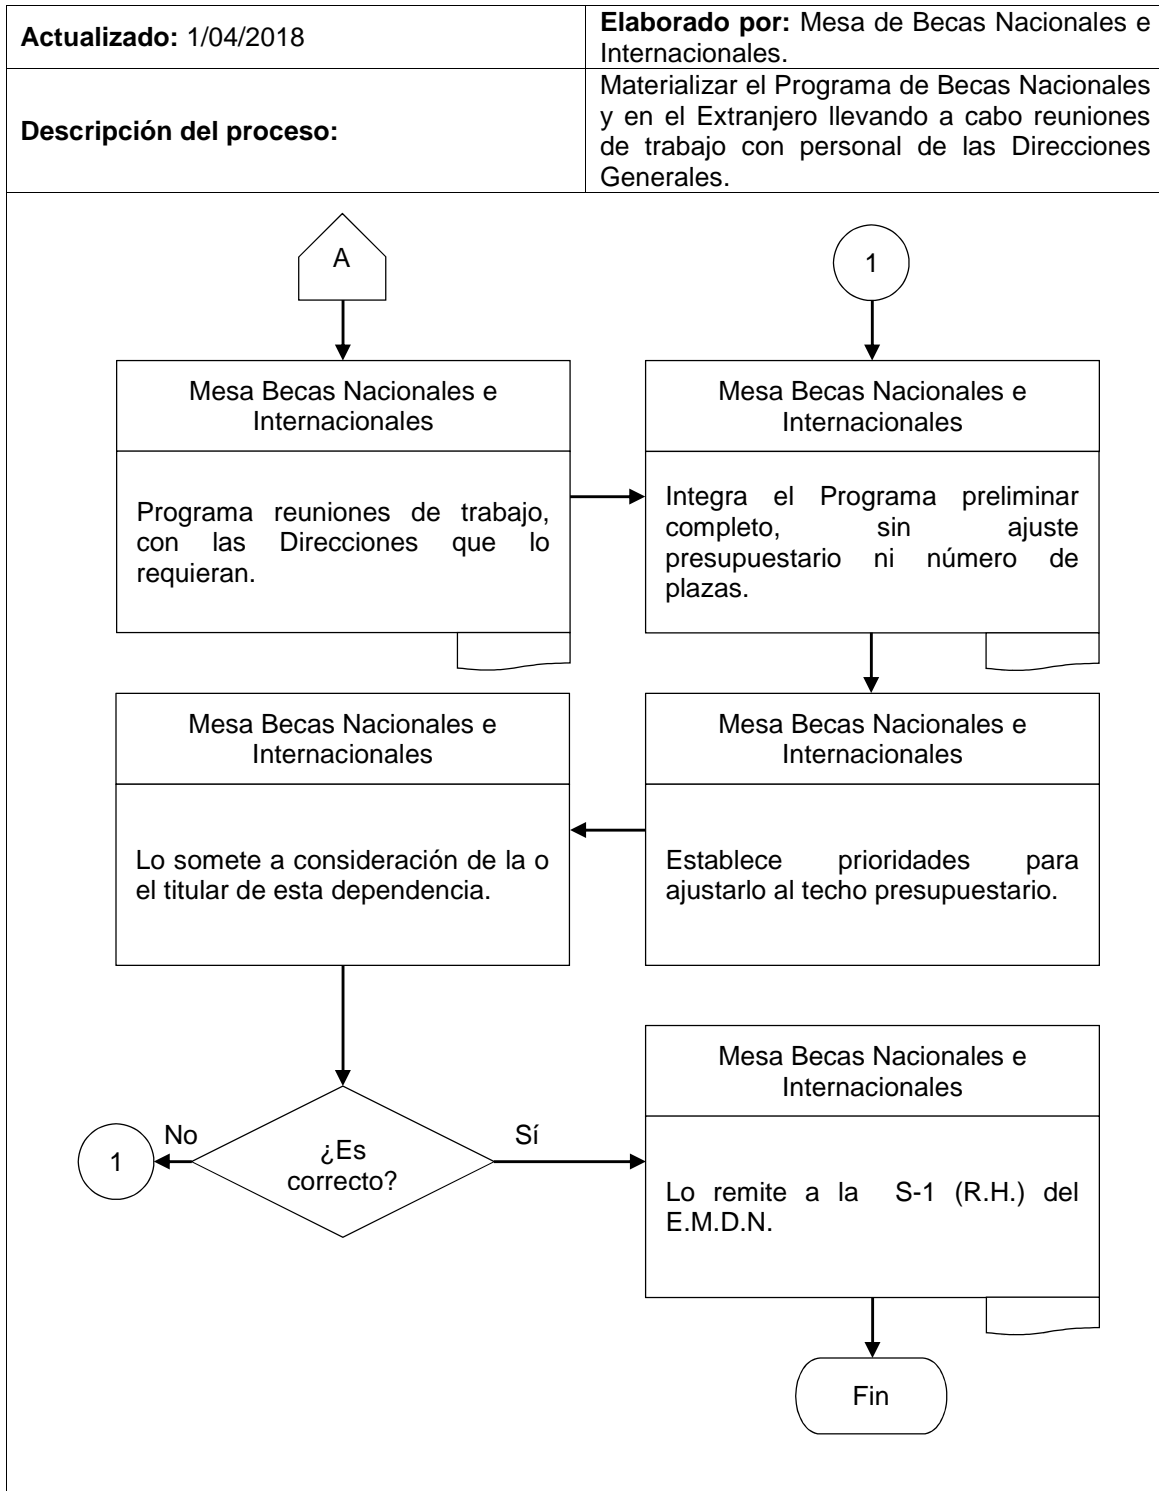 Actualizado: 1/04/2018
Elaborado por: Mesa de Becas Nacionales e
Internacionales.
Descripción del proceso:
Materializar el Programa de Becas Nacionales
y en el Extranjero llevando a cabo reuniones
de trabajo con personal de las Direcciones
Generales.
A
1
Mesa Becas Nacionales e
Internacionales
Programa reuniones de trabajo,
con las Direcciones que lo
requieran.
Mesa Becas Nacionales e
Internacionales
Integra el Programa preliminar
completo, sin ajuste
presupuestario ni número de
plazas.
Mesa Becas Nacionales e
Internacionales
Lo somete a consideración de la o
el titular de esta dependencia.
Mesa Becas Nacionales e
Internacionales
Establece prioridades para
ajustarlo al techo presupuestario.
1
No
¿Es
correcto?
Sí
Mesa Becas Nacionales e
Internacionales
Lo remite a la S-1 (R.H.) del
E.M.D.N.
Fin